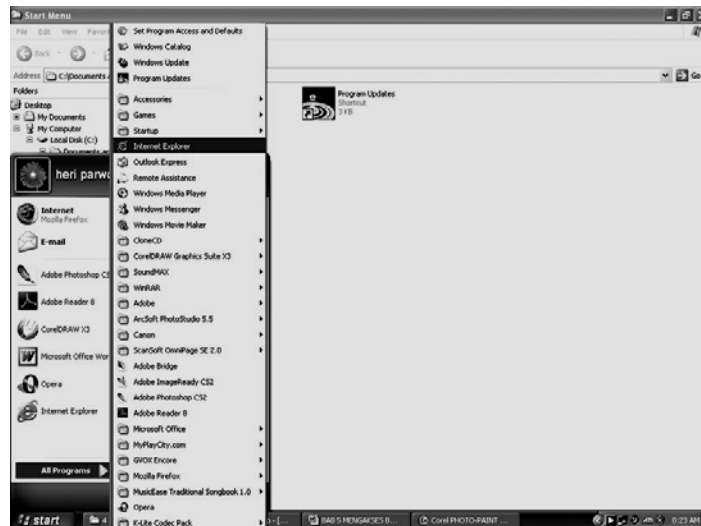 Start Menu
File Edit View Favori
Back
Address C:\Documents a
Go
Folders
Desktop
My Documents
My Computer
Local Disk (C:)
Documents an
Program Updates
Shortcut
3 KB
heri parwo
Internet
Mozilla Firefox
E-mail
Adobe Photoshop CS
Adobe Reader 8
CorelDRAW X3
Microsoft Office Wor
Opera
Internet Explorer
All Programs
Set Program Access and Defaults
Windows Catalog
Windows Update
Program Updates
Accessories
Games
Startup
Internet Explorer
Outlook Express
Remote Assistance
Windows Media Player
Windows Messenger
Windows Movie Maker
CloneCD
CorelDRAW Graphics Suite X3
SoundMAX
WinRAR
Adobe
ArcSoft PhotoStudio 5.5
Canon
ScanSoft OmniPage SE 2.0
Adobe Bridge
Adobe ImageReady CS2
Adobe Photoshop CS2
Adobe Reader 8
Microsoft Office
MyPlayCity.com
GVOX Encore
Mozilla Firefox
MusicEase Traditional Songbook 1.0
Opera
K-Lite Codec Pack
start
4
- [...
BAB 5 MENGAKSES B...
Corel PHOTO-PAINT ...
8:23 AM